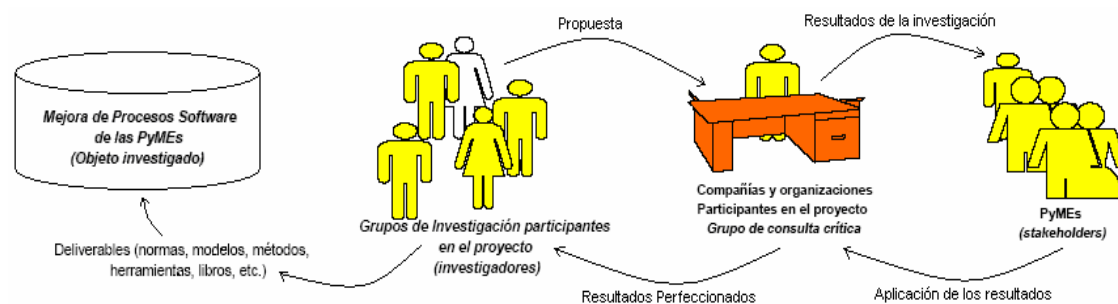 Propuesta
Resultados de la investigación
Mejora de Procesos Software
de las PyMEs
(Objeto investigado)
Compañías y organizaciones
Participantes en el proyecto
Grupo de consulta crítica
PyMEs
(stakeholders)
Grupos de Investigación participantes
en el proyecto
(investigadores)
Deliverables (normas, modelos, métodos,
herramientas, libros, etc.)
Resultados Perfeccionados
Aplicación de los resultados